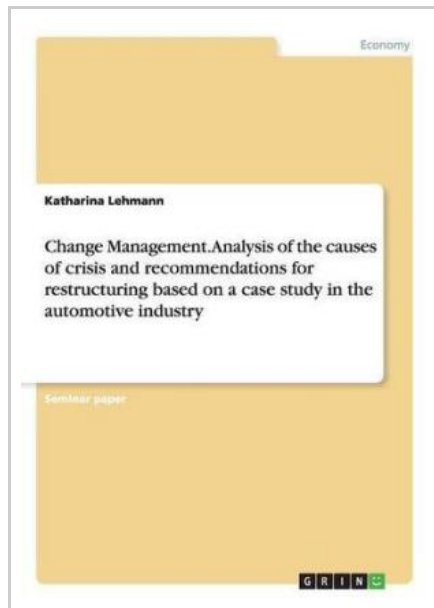 Economy
Katharina Lehmann
Change Management.Analysis of the causes
of crisis and recommendations for
restructuring based on a case study in the
automotive industry
Seminar paper
GRIN